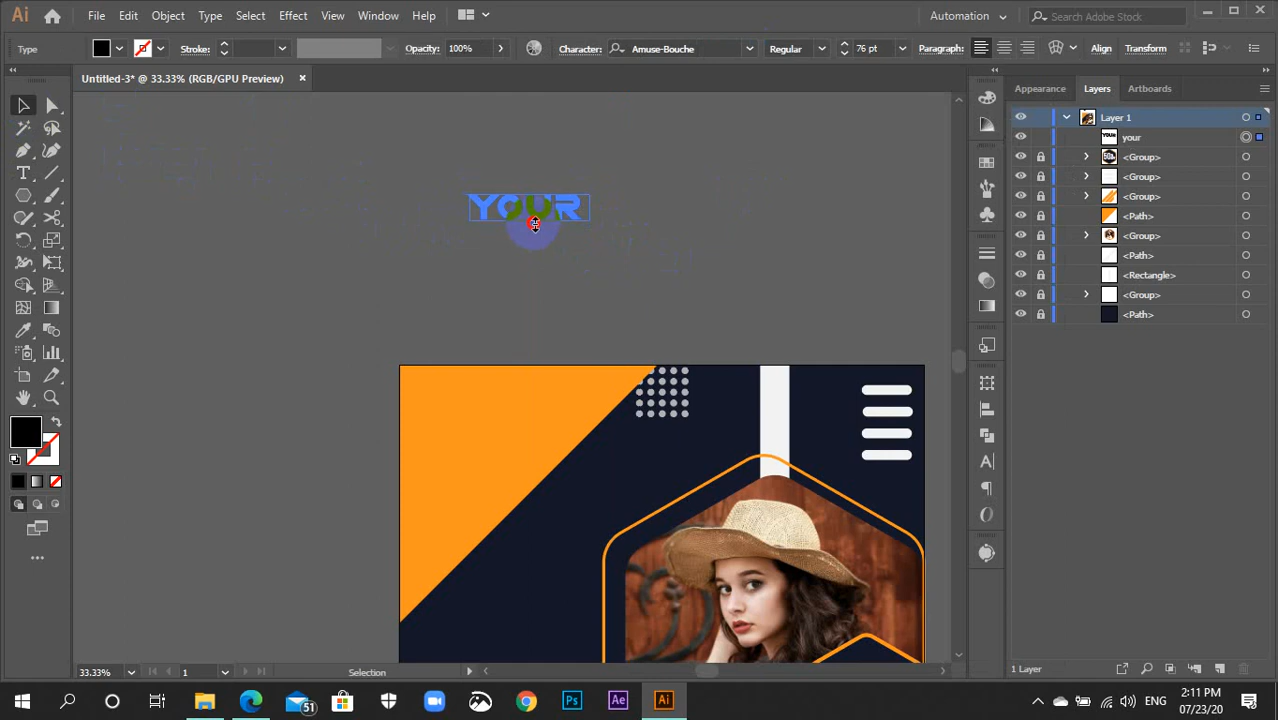 Ai File Edit Object Type Select Effect View Window Help Automation Search Adobe Stock
Type Stroke: Opacity: 100% Character: Amuse-Bouche Regular 76 pt Paragraph: Align Transform
Untitled-3* @ 33.33% (RGB/GPU Preview)
Appearance Layers Artboards
Layer 1
your
<Group>
<Group>
<Group>
<Path>
<Group>
<Path>
<Rectangle>
<Group>
<Path>
YOUR
33.33% 1 Selection 1 Layer
51 Ps Ae Ai ENG 2:11 PM
07/23/20